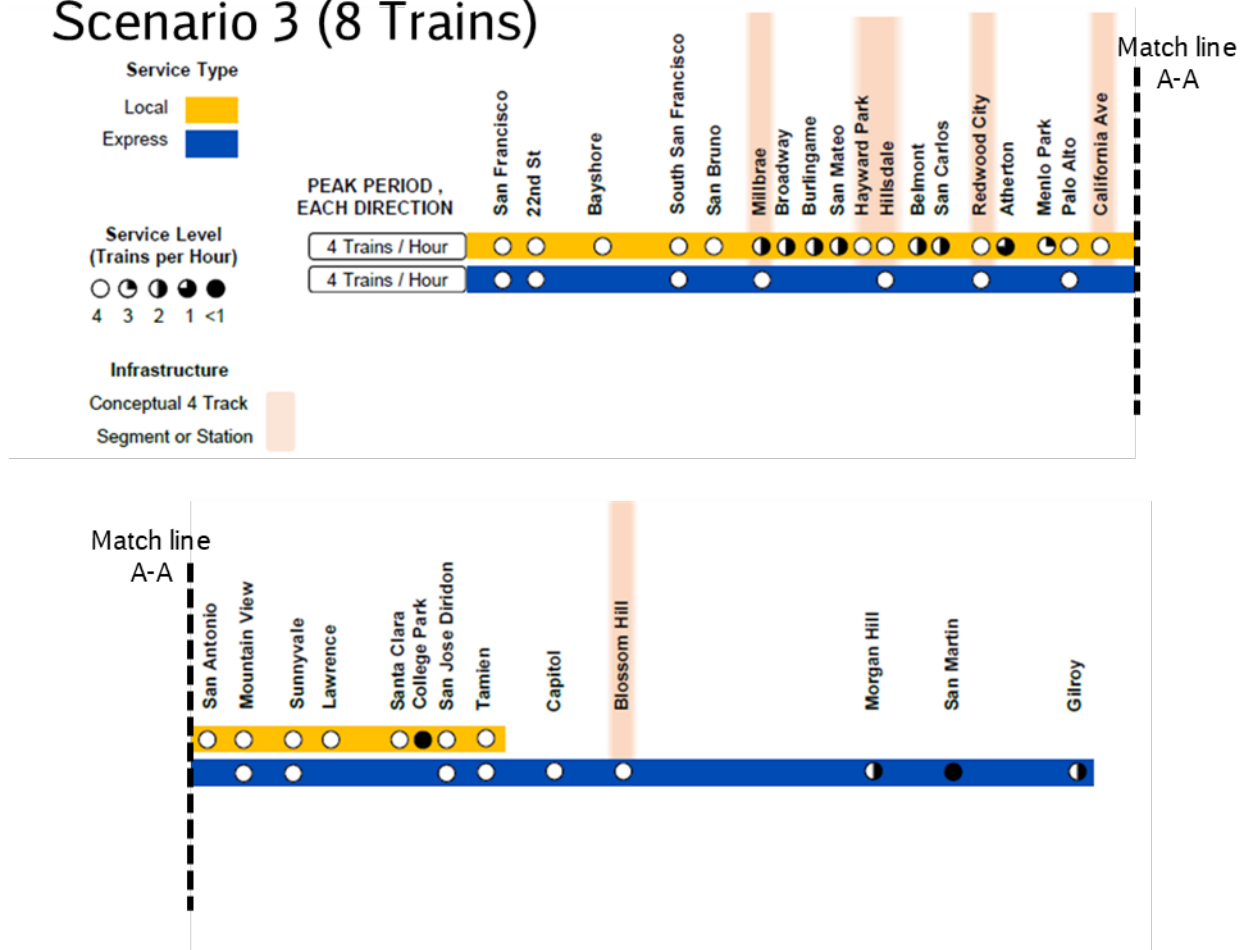 Scenario 3 (8 Trains)
Service Type
Local
Express
Service Level
(Trains per Hour)
4 3 2 1 <1
Infrastructure
Conceptual 4 Track
Segment or Station
PEAK PERIOD ,
EACH DIRECTION
4 Trains / Hour
4 Trains / Hour
San Francisco
22nd St
Bayshore
South San Francisco
San Bruno
Millbrae
Broadway
Burlingame
San Mateo
Hayward Park
Hillsdale
Belmont
San Carlos
Redwood City
Atherton
Menlo Park
Palo Alto
California Ave
Match line
A-A
Match line
A-A
San Antonio
Mountain View
Sunnyvale
Lawrence
Santa Clara
College Park
San Jose Diridon
Tamien
Capitol
Blossom Hill
Morgan Hill
San Martin
Gilroy